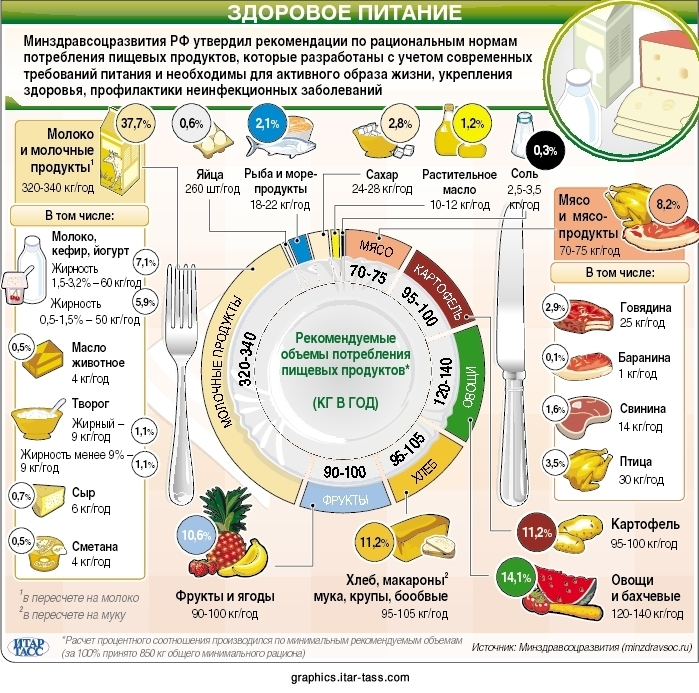 ЗДОРОВОЕ ПИТАНИЕ
Минздравсоцразвития РФ утвердил рекомендации по рациональным нормам
потребления пищевых продуктов, которые разработаны с учетом современных
требований питания и необходимы для активного образа жизни, укрепления
здоровья, профилактики неинфекционных заболеваний
Молоко
и молочные
продукты¹
320-340 кг/год
37,7%
0,6%
Яйца
260 шт/год
2,1%
Рыба и море-
продукты
18-22 кг/год
2,8%
Сахар
24-28 кг/год
1,2%
Растительное
масло
10-12 кг/год
Соль
0,3%
2,5-3,5
кг/год
Мясо
и мясо-
продукты
70-75 кг/год
8,2%
В том числе:
Молоко,
кефир, йогурт
Жирность
1,5-3,2% – 60 кг/год
7,1%
Жирность
0,5-1,5% – 50 кг/год
5,9%
0,5%
Масло
животное
4 кг/год
Творог
Жирный –
9 кг/год
1,1%
Жирность менее 9% –
9 кг/год
1,1%
0,7%
Сыр
6 кг/год
0,5%
Сметана
4 кг/год
В том числе:
2,9%
Говядина
25 кг/год
0,1%
Баранина
1 кг/год
1,6%
Свинина
14 кг/год
3,5%
Птица
30 кг/год
МЯСО
70-75
КАРТОФЕЛЬ
95-100
ОВОЩИ
120-140
ХЛЕБ
95-105
ФРУКТЫ
90-100
МОЛОЧНЫЕ ПРОДУКТЫ
320-340
Рекомендуемые
объемы потребления
пищевых продуктов*
(КГ В ГОД)
10,6%
Фрукты и ягоды
90-100 кг/год
11,2%
Хлеб, макароны²
мука, крупы, бообвые
95-105 кг/год
11,2%
Картофель
95-100 кг/год
14,1%
Овощи
и бахчевые
120-140 кг/год
¹в пересчете на молоко
²в пересчете на муку
ИТАР
ТАСС
*Расчет процентного соотношения производился по минимальным рекомендуемым объемам
(за 100% принято 850 кг общего минимального рациона)
Источник: Минздравсоцразвития (minzdravsoc.ru)
graphics.itar-tass.com